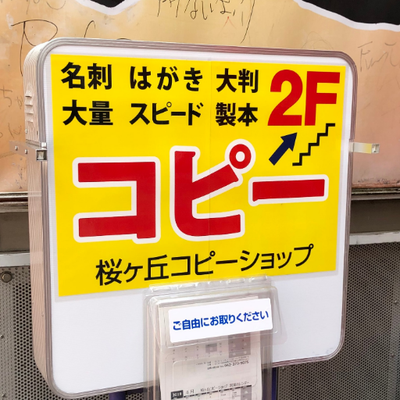 名刺 はがき 大判 2F
大量 スピード 製本
コピー
桜ヶ丘コピーショップ
ご自由にお取りください